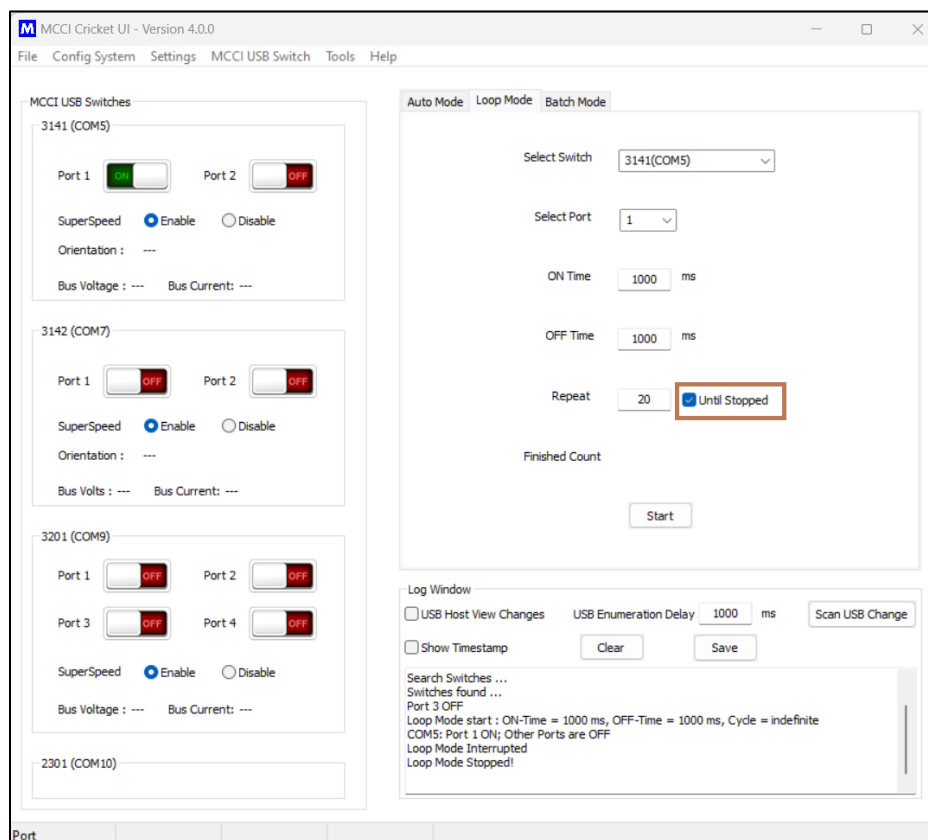 M MCCI Cricket UI - Version 4.0.0
File Config System Settings MCCI USB Switch Tools Help
MCCI USB Switches
3141 (COM5)
Port 1 ON Port 2 OFF
SuperSpeed Enable Disable
Orientation : ---
Bus Voltage : --- Bus Current: ---
3142 (COM7)
Port 1 OFF Port 2 OFF
SuperSpeed Enable Disable
Orientation : ---
Bus Volts : --- Bus Current: ---
3201 (COM9)
Port 1 OFF Port 2 OFF
Port 3 OFF Port 4 OFF
SuperSpeed Enable Disable
Bus Voltage : --- Bus Current: ---
2301 (COM10)
Auto Mode Loop Mode Batch Mode
Select Switch 3141(COM5)
Select Port 1
ON Time 1000 ms
OFF Time 1000 ms
Repeat 20 Until Stopped
Finished Count
Start
Log Window
USB Host View Changes USB Enumeration Delay 1000 ms Scan USB Change
Show Timestamp Clear Save
Search Switches ...
Switches found ...
Port 3 OFF
Loop Mode start : ON-Time = 1000 ms, OFF-Time = 1000 ms, Cycle = indefinite
COM5: Port 1 ON; Other Ports are OFF
Loop Mode Interrupted
Loop Mode Stopped!
Port